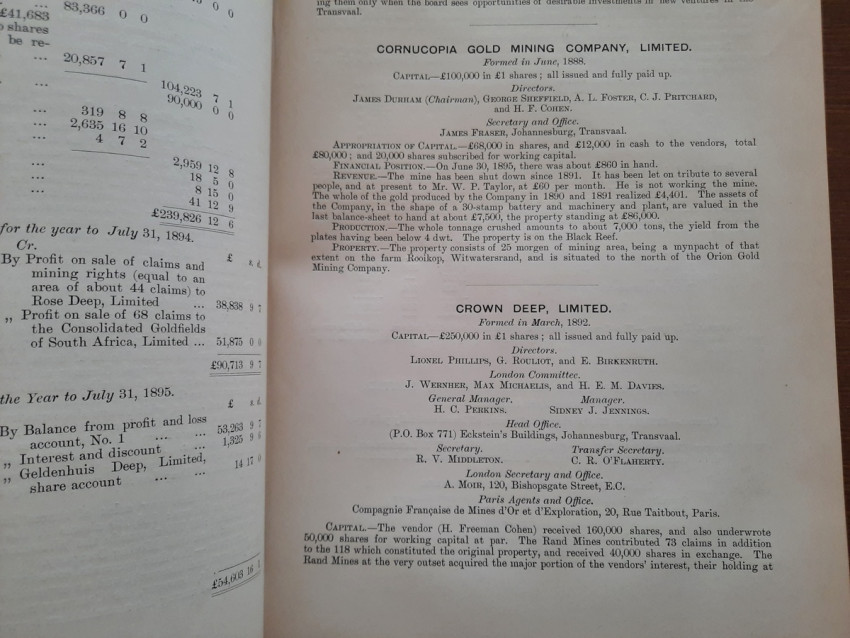 £41,683
83,366 0 0
0 0
shares
be re-
... 20,857 7 1
...
104,223 7 1
90,000 0 0
... 319 8 8
... 2,635 16 10
... 4 7 2
... 2,959 12 8
... 18 5 0
... 8 15 0
41 12 9
£239,826 12 6
for the year to July 31, 1894.
Cr.
£ s. d.
By Profit on sale of claims and
mining rights (equal to an
area of about 44 claims) to
Rose Deep, Limited ... 38,838 9 7
„ Profit on sale of 68 claims to
the Consolidated Goldfields
of South Africa, Limited ... 51,875 0 0
£90,713 9 7
the Year to July 31, 1895.
£ s. d.
By Balance from profit and loss
account, No. 1 ... ... 53,263 9 7
„ Interest and discount ... 1,325 9 6
„ Geldenhuis Deep, Limited,
share account ... ... 14 17 0
£54,603 16 1
ing them only when the board sees opportunities of desirable investments in new ventures in the
Transvaal.
CORNUCOPIA GOLD MINING COMPANY, LIMITED.
Formed in June, 1888.
CAPITAL—£100,000 in £1 shares; all issued and fully paid up.
Directors.
JAMES DURHAM (Chairman), GEORGE SHEFFIELD, A. L. FOSTER, C. J. PRITCHARD,
and H. F. COHEN.
Secretary and Office.
JAMES FRASER, Johannesburg, Transvaal.
APPROPRIATION OF CAPITAL.—£68,000 in shares, and £12,000 in cash to the vendors, total
£80,000; and 20,000 shares subscribed for working capital.
FINANCIAL POSITION.—On June 30, 1895, there was about £860 in hand.
REVENUE.—The mine has been shut down since 1891. It has been let on tribute to several
people, and at present to Mr. W. P. Taylor, at £60 per month. He is not working the mine.
The whole of the gold produced by the Company in 1890 and 1891 realized £4,401. The assets of
the Company, in the shape of a 30-stamp battery and machinery and plant, are valued in the
last balance-sheet to hand at about £7,500, the property standing at £86,000.
PRODUCTION.—The whole tonnage crushed amounts to about 7,000 tons, the yield from the
plates having been below 4 dwt. The property is on the Black Reef.
PROPERTY.—The property consists of 25 morgen of mining area, being a mynpacht of that
extent on the farm Rooikop, Witwatersrand, and is situated to the north of the Orion Gold
Mining Company.
CROWN DEEP, LIMITED.
Formed in March, 1892.
CAPITAL—£250,000 in £1 shares; all issued and fully paid up.
Directors.
LIONEL PHILLIPS, G. ROULIOT, and E. BIRKENRUTH.
London Committee.
J. WERNHER, MAX MICHAELIS, and H. E. M. DAVIES.
General Manager. Manager.
H. C. PERKINS. SIDNEY J. JENNINGS.
Head Office.
(P.O. Box 771) Eckstein's Buildings, Johannesburg, Transvaal.
Secretary. Transfer Secretary.
R. V. MIDDLETON. C. R. O'FLAHERTY.
London Secretary and Office.
A. MOIR, 120, Bishopsgate Street, E.C.
Paris Agents and Office.
Compagnie Française de Mines d'Or et d'Exploration, 20, Rue Taitbout, Paris.
CAPITAL.—The vendor (H. Freeman Cohen) received 160,000 shares, and also underwrote
50,000 shares for working capital at par. The Rand Mines contributed 73 claims in addition
to the 118 which constituted the original property, and received 40,000 shares in exchange. The
Rand Mines at the very outset acquired the major portion of the vendors' interest, their holding at